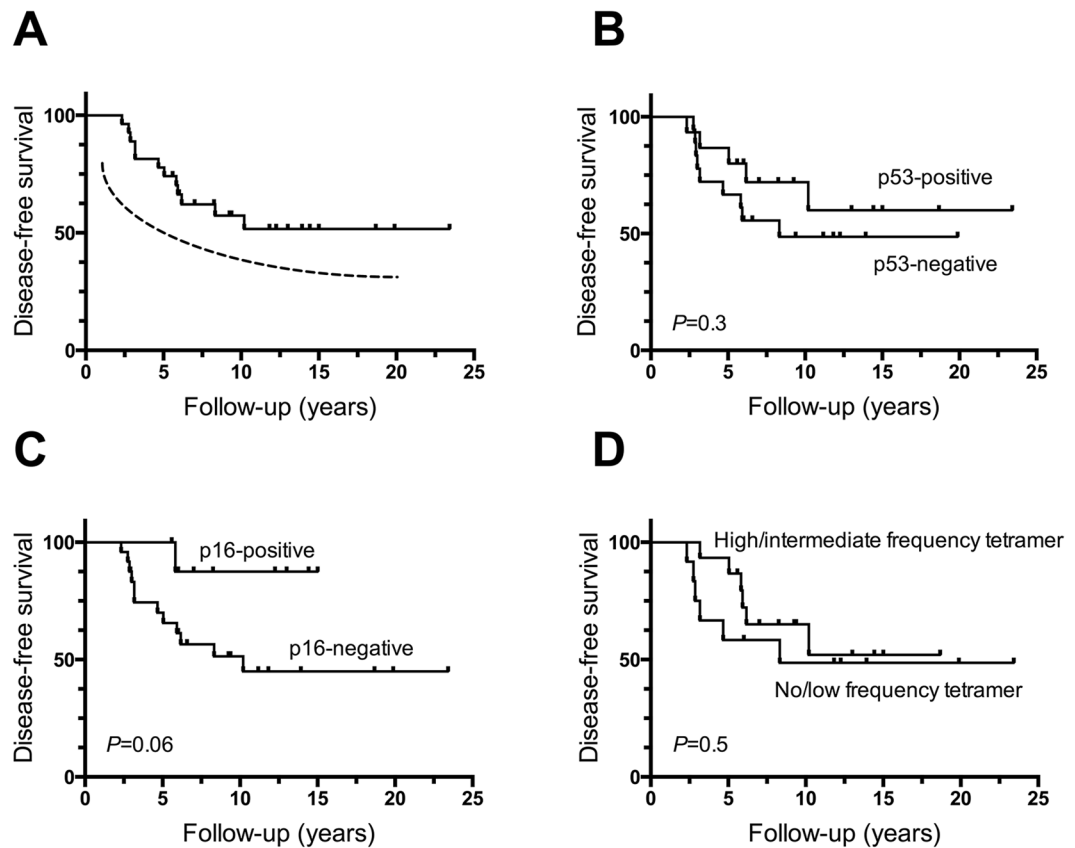 A
Disease-free survival
100
50
0
0 5 10 15 20 25
Follow-up (years)
B
Disease-free survival
100
50
0
p53-positive
p53-negative
P=0.3
0 5 10 15 20 25
Follow-up (years)
C
Disease-free survival
100
50
0
p16-positive
p16-negative
P=0.06
0 5 10 15 20 25
Follow-up (years)
D
Disease-free survival
100
50
0
High/intermediate frequency tetramer
No/low frequency tetramer
P=0.5
0 5 10 15 20 25
Follow-up (years)